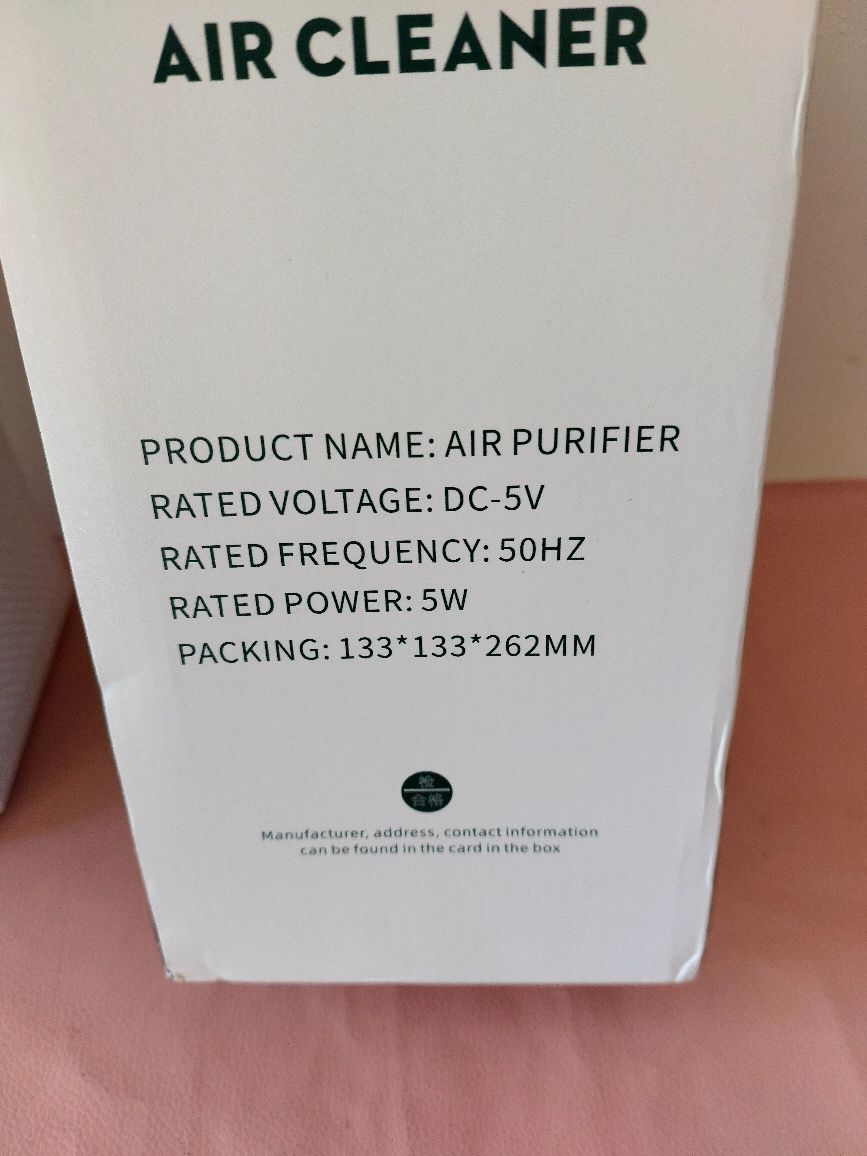 AIR CLEANER
PRODUCT NAME: AIR PURIFIER
RATED VOLTAGE: DC-5V
RATED FREQUENCY: 50HZ
RATED POWER: 5W
PACKING: 133*133*262MM
检
合格
Manufacturer, address, contact information
can be found in the card in the box